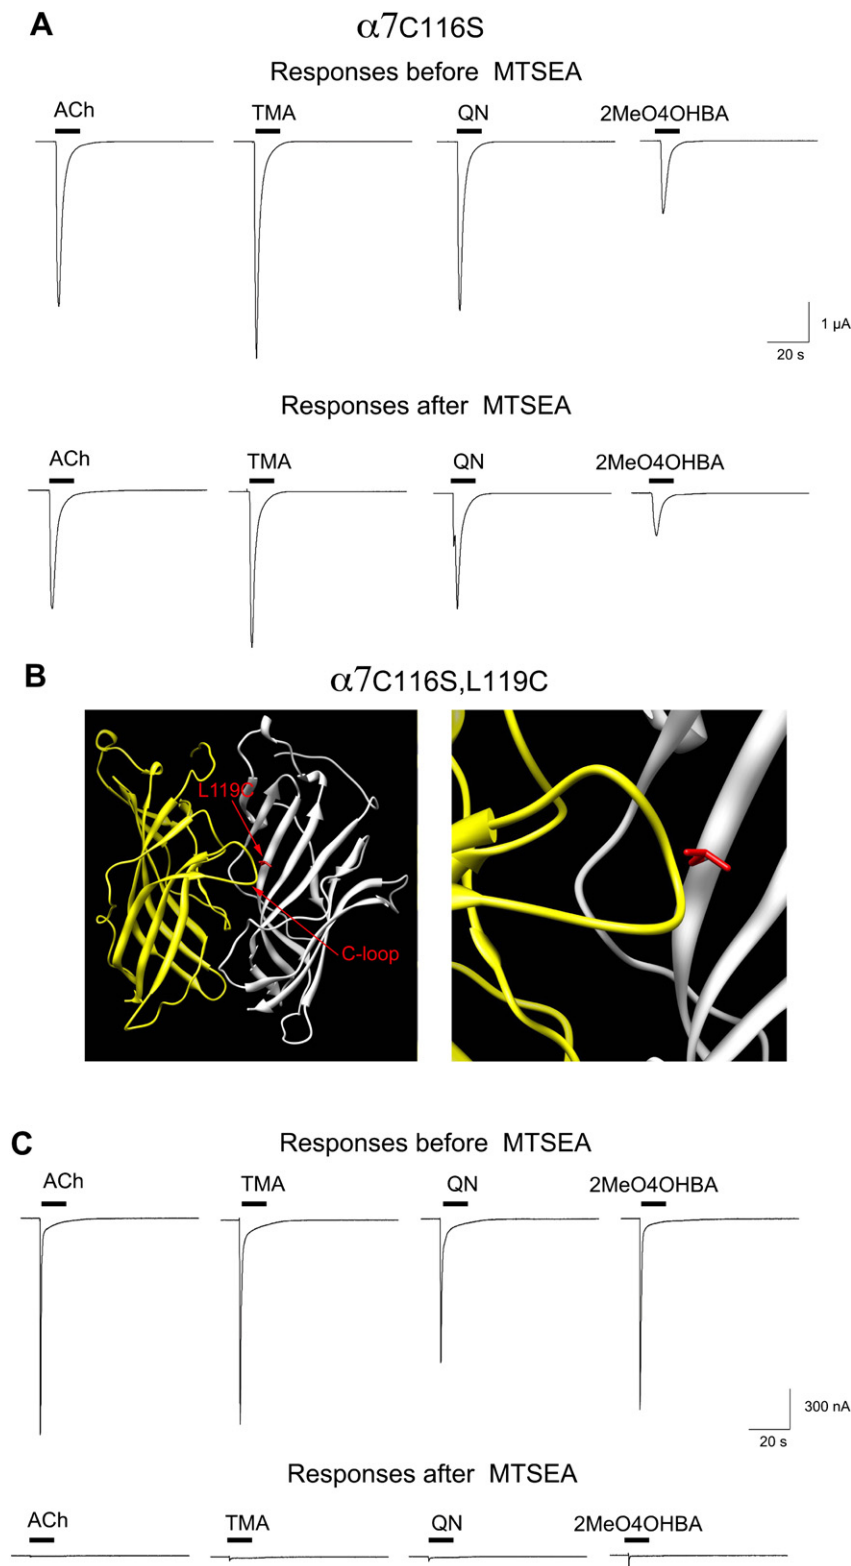 A
α7C116S
Responses before MTSEA
ACh
TMA
QN
2MeO4OHBA
1 µA
20 s
Responses after MTSEA
ACh
TMA
QN
2MeO4OHBA
B
α7C116S,L119C
L119C
C-loop
C
Responses before MTSEA
ACh
TMA
QN
2MeO4OHBA
300 nA
20 s
Responses after MTSEA
ACh
TMA
QN
2MeO4OHBA